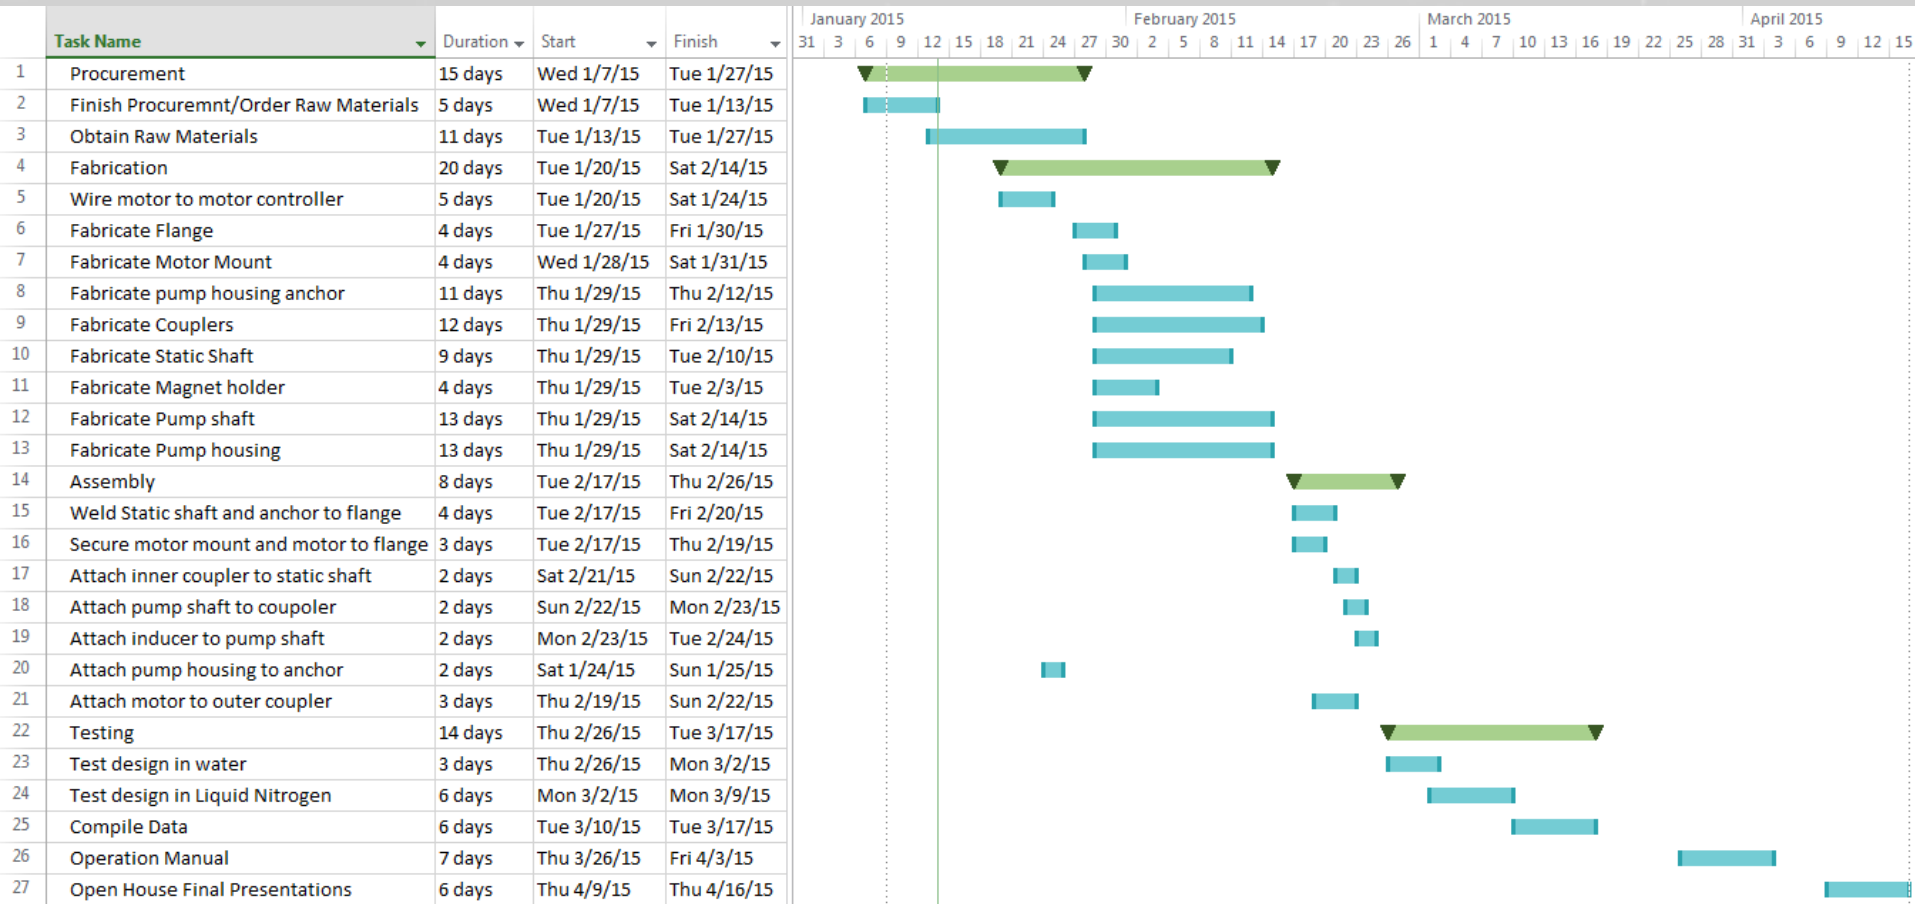 January 2015 February 2015 March 2015 April 2015
Task Name Duration Start Finish 31 3 6 9 12 15 18 21 24 27 30 2 5 8 11 14 17 20 23 26 1 4 7 10 13 16 19 22 25 28 31 3 6 9 12 15
1 Procurement 15 days Wed 1/7/15 Tue 1/27/15
2 Finish Procuremnt/Order Raw Materials 5 days Wed 1/7/15 Tue 1/13/15
3 Obtain Raw Materials 11 days Tue 1/13/15 Tue 1/27/15
4 Fabrication 20 days Tue 1/20/15 Sat 2/14/15
5 Wire motor to motor controller 5 days Tue 1/20/15 Sat 1/24/15
6 Fabricate Flange 4 days Tue 1/27/15 Fri 1/30/15
7 Fabricate Motor Mount 4 days Wed 1/28/15 Sat 1/31/15
8 Fabricate pump housing anchor 11 days Thu 1/29/15 Thu 2/12/15
9 Fabricate Couplers 12 days Thu 1/29/15 Fri 2/13/15
10 Fabricate Static Shaft 9 days Thu 1/29/15 Tue 2/10/15
11 Fabricate Magnet holder 4 days Thu 1/29/15 Tue 2/3/15
12 Fabricate Pump shaft 13 days Thu 1/29/15 Sat 2/14/15
13 Fabricate Pump housing 13 days Thu 1/29/15 Sat 2/14/15
14 Assembly 8 days Tue 2/17/15 Thu 2/26/15
15 Weld Static shaft and anchor to flange 4 days Tue 2/17/15 Fri 2/20/15
16 Secure motor mount and motor to flange 3 days Tue 2/17/15 Thu 2/19/15
17 Attach inner coupler to static shaft 2 days Sat 2/21/15 Sun 2/22/15
18 Attach pump shaft to coupoler 2 days Sun 2/22/15 Mon 2/23/15
19 Attach inducer to pump shaft 2 days Mon 2/23/15 Tue 2/24/15
20 Attach pump housing to anchor 2 days Sat 1/24/15 Sun 1/25/15
21 Attach motor to outer coupler 3 days Thu 2/19/15 Sun 2/22/15
22 Testing 14 days Thu 2/26/15 Tue 3/17/15
23 Test design in water 3 days Thu 2/26/15 Mon 3/2/15
24 Test design in Liquid Nitrogen 6 days Mon 3/2/15 Mon 3/9/15
25 Compile Data 6 days Tue 3/10/15 Tue 3/17/15
26 Operation Manual 7 days Thu 3/26/15 Fri 4/3/15
27 Open House Final Presentations 6 days Thu 4/9/15 Thu 4/16/15